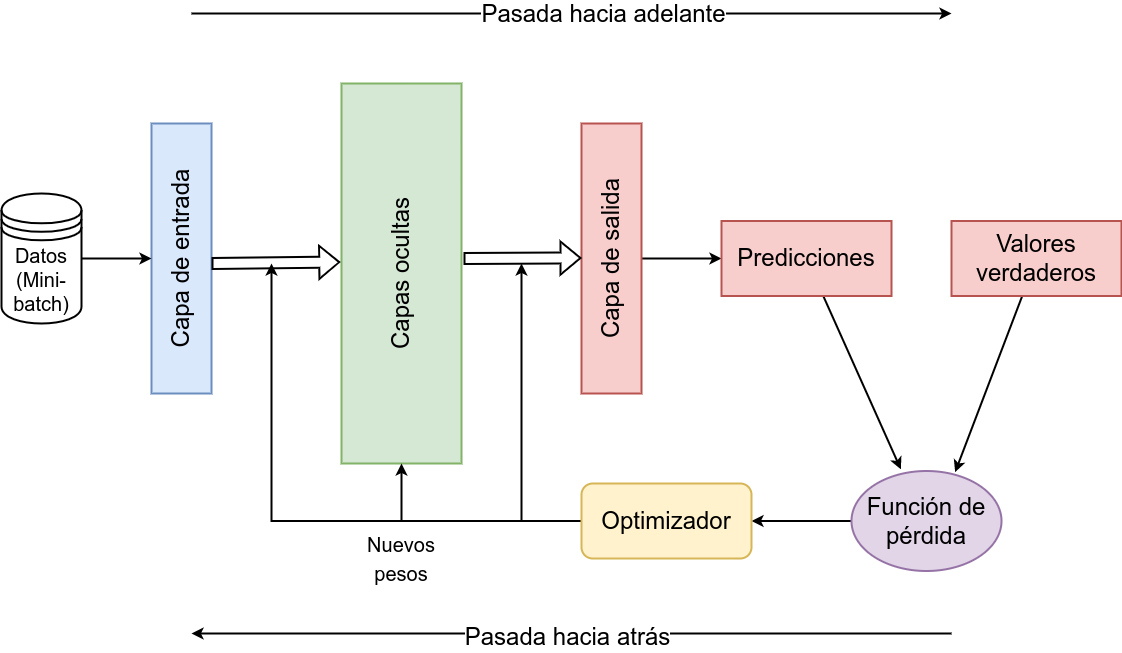 Pasada hacia adelante
Datos
(Mini-
batch)
Capa de entrada
Capas ocultas
Capa de salida
Predicciones
Valores
verdaderos
Función de
pérdida
Optimizador
Nuevos
pesos
Pasada hacia atrás